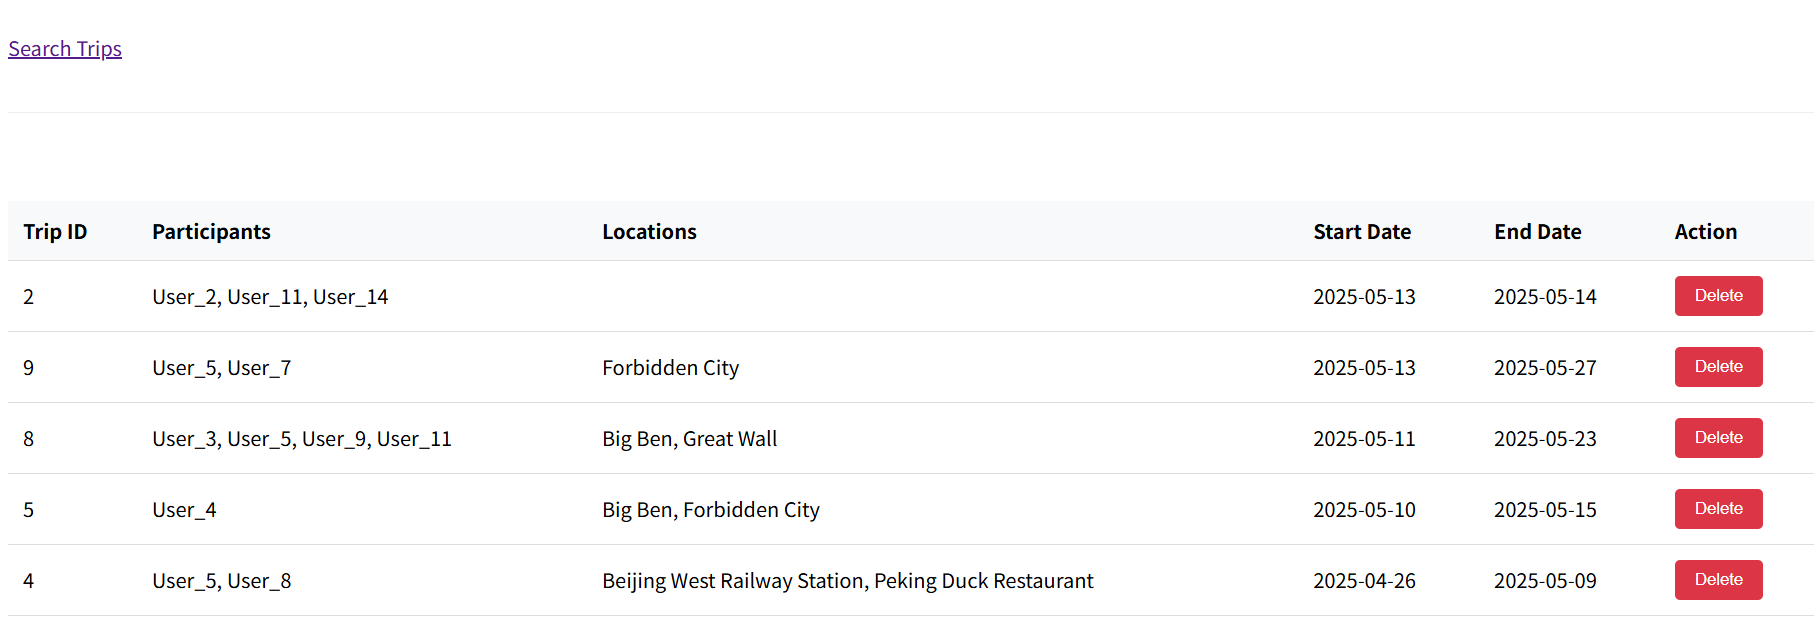 Search Trips
Trip ID Participants Locations Start Date End Date Action
2 User_2, User_11, User_14 2025-05-13 2025-05-14 Delete
9 User_5, User_7 Forbidden City 2025-05-13 2025-05-27 Delete
8 User_3, User_5, User_9, User_11 Big Ben, Great Wall 2025-05-11 2025-05-23 Delete
5 User_4 Big Ben, Forbidden City 2025-05-10 2025-05-15 Delete
4 User_5, User_8 Beijing West Railway Station, Peking Duck Restaurant 2025-04-26 2025-05-09 Delete